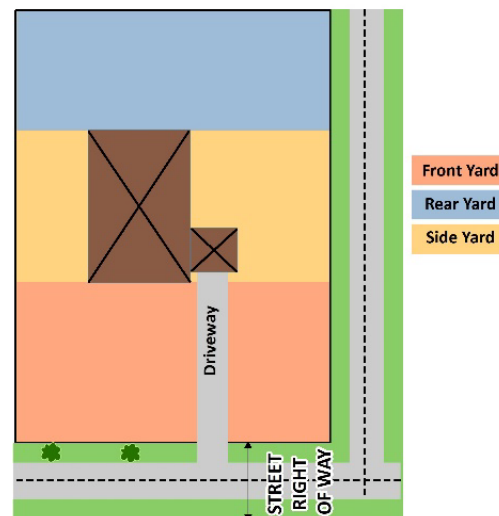 Front Yard
Rear Yard
Side Yard
Driveway
STREET
RIGHT
OF WAY